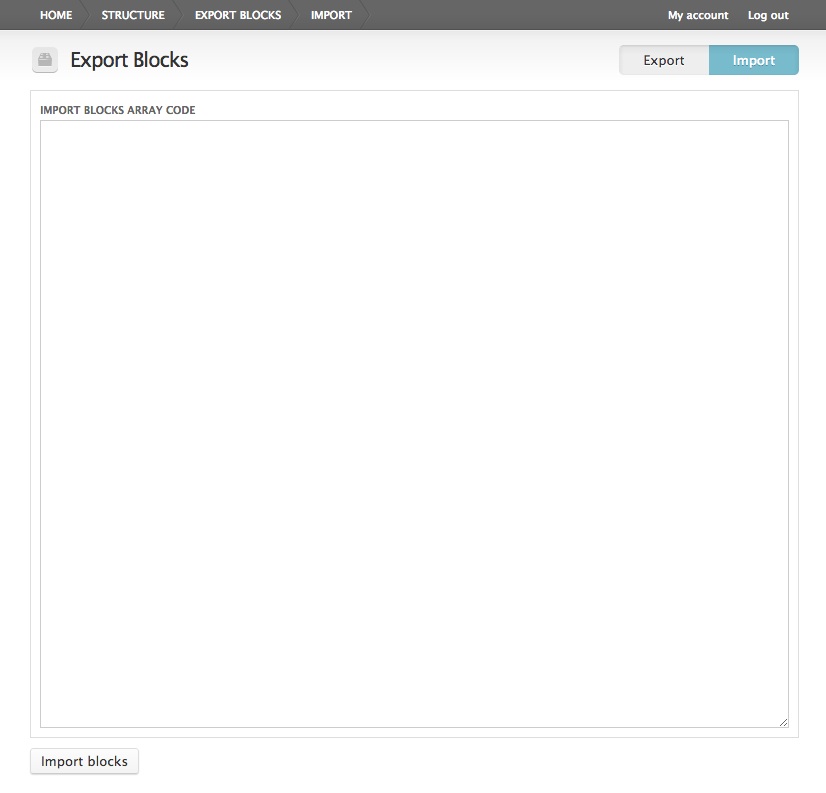 HOME STRUCTURE EXPORT BLOCKS IMPORT My account Log out
Export Blocks Export Import
IMPORT BLOCKS ARRAY CODE
Import blocks